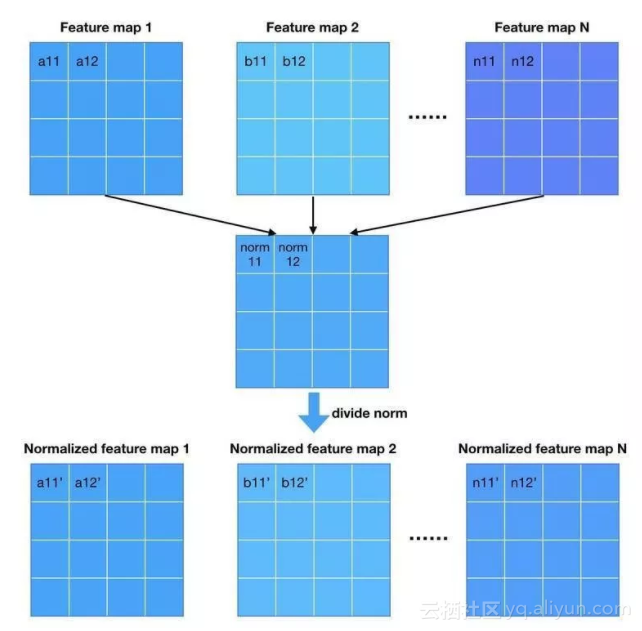 Feature map 1
Feature map 2
Feature map N
a11 a12
b11 b12
......
n11 n12
norm 11
norm 12
divide norm
Normalized feature map 1
Normalized feature map 2
Normalized feature map N
a11' a12'
b11' b12'
......
n11' n12'
云栖社区 yq.aliyun.com